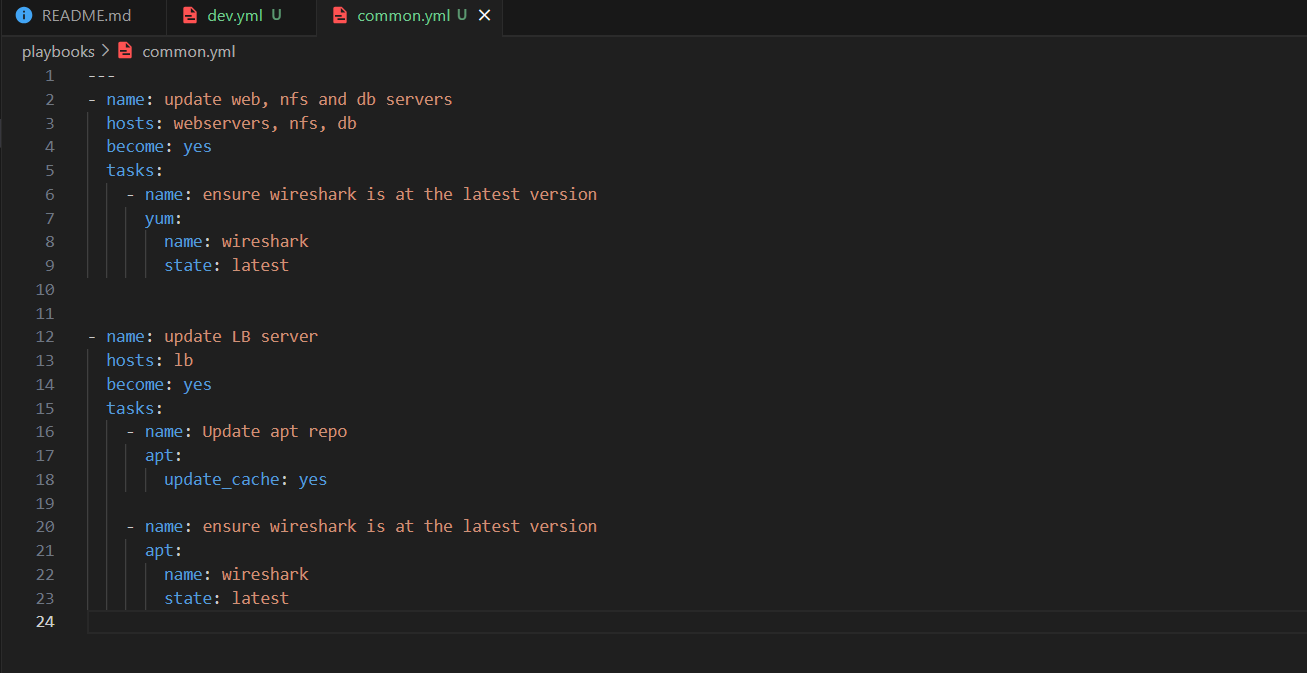 README.md dev.yml U common.yml U
playbooks > common.yml
1 ---
2 - name: update web, nfs and db servers
3   hosts: webservers, nfs, db
4   become: yes
5   tasks:
6     - name: ensure wireshark is at the latest version
7       yum:
8         name: wireshark
9         state: latest
10
11
12 - name: update LB server
13   hosts: lb
14   become: yes
15   tasks:
16     - name: Update apt repo
17       apt:
18         update_cache: yes
19
20     - name: ensure wireshark is at the latest version
21       apt:
22         name: wireshark
23         state: latest
24